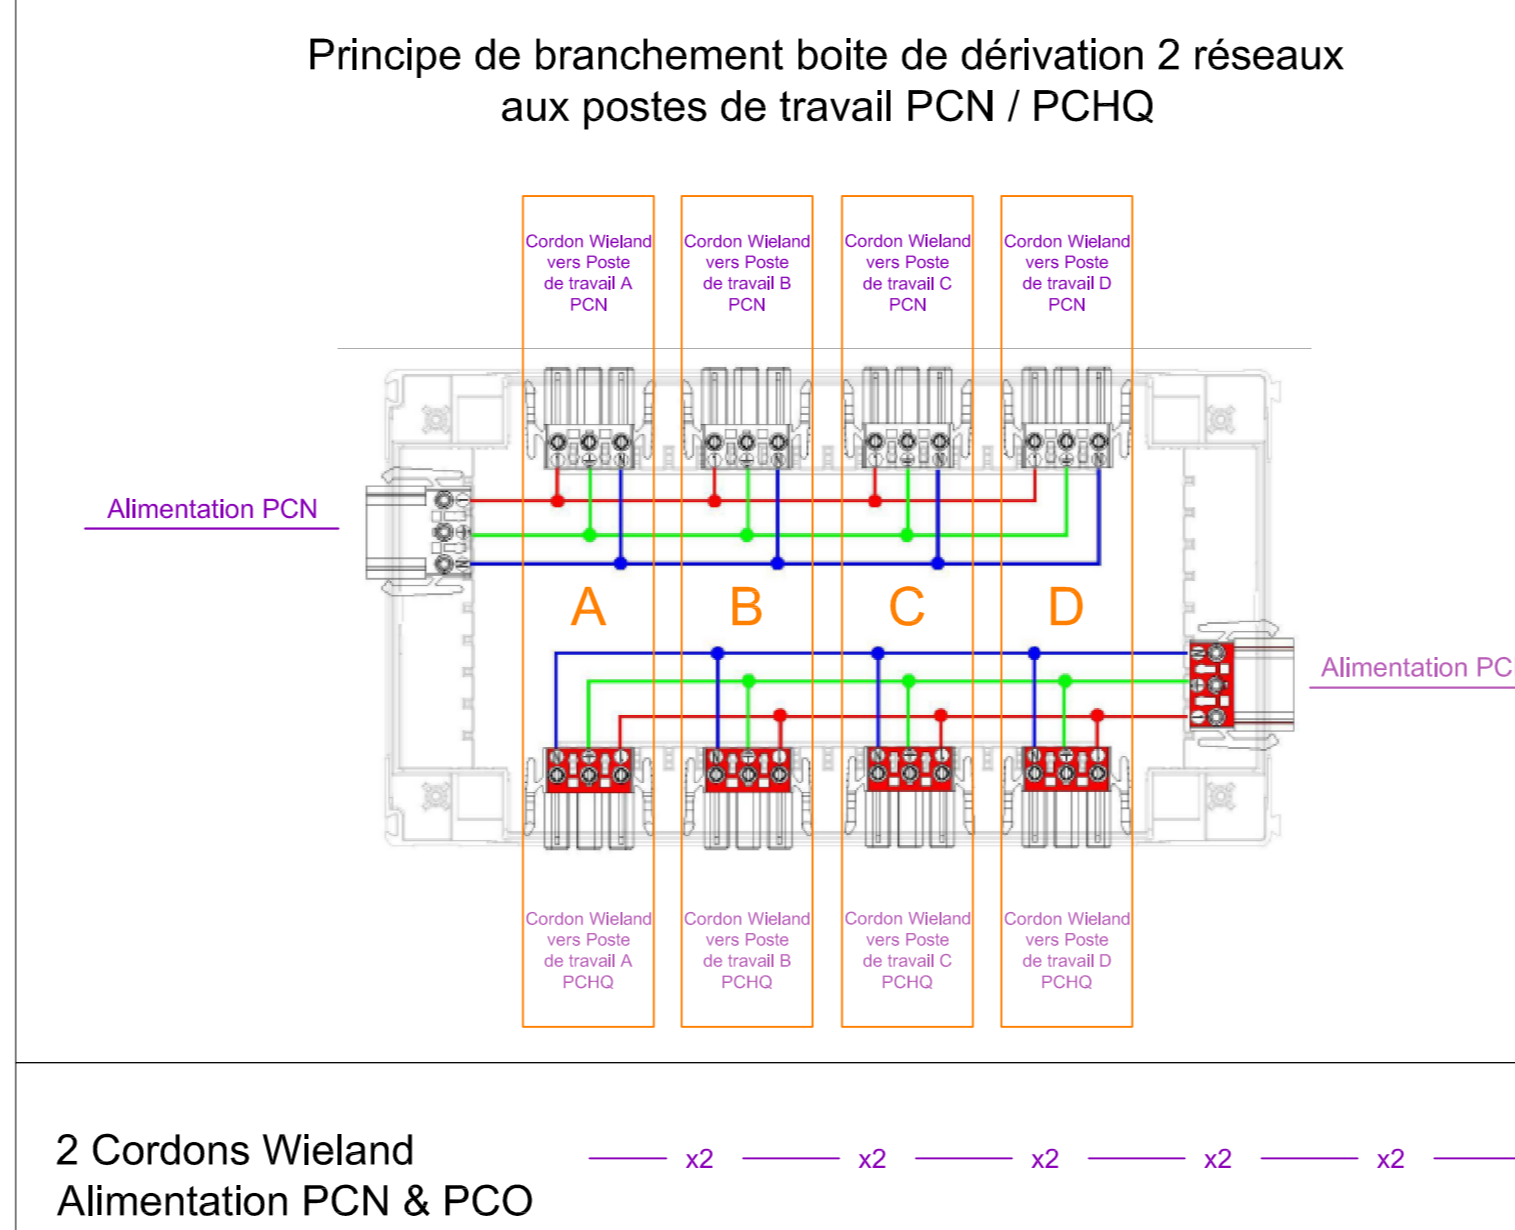 Principe de branchement boite de dérivation 2 réseaux
aux postes de travail PCN / PCHQ
Cordon Wieland
vers Poste
de travail A
PCN
Cordon Wieland
vers Poste
de travail B
PCN
Cordon Wieland
vers Poste
de travail C
PCN
Cordon Wieland
vers Poste
de travail D
PCN
Alimentation PCN
A B C D
Alimentation
Cordon Wieland
vers Poste
de travail A
PCHQ
Cordon Wieland
vers Poste
de travail B
PCHQ
Cordon Wieland
vers Poste
de travail C
PCHQ
Cordon Wieland
vers Poste
de travail D
PCHQ
2 Cordons Wieland
Alimentation PCN & PCO
x2 x2 x2 x2 x2